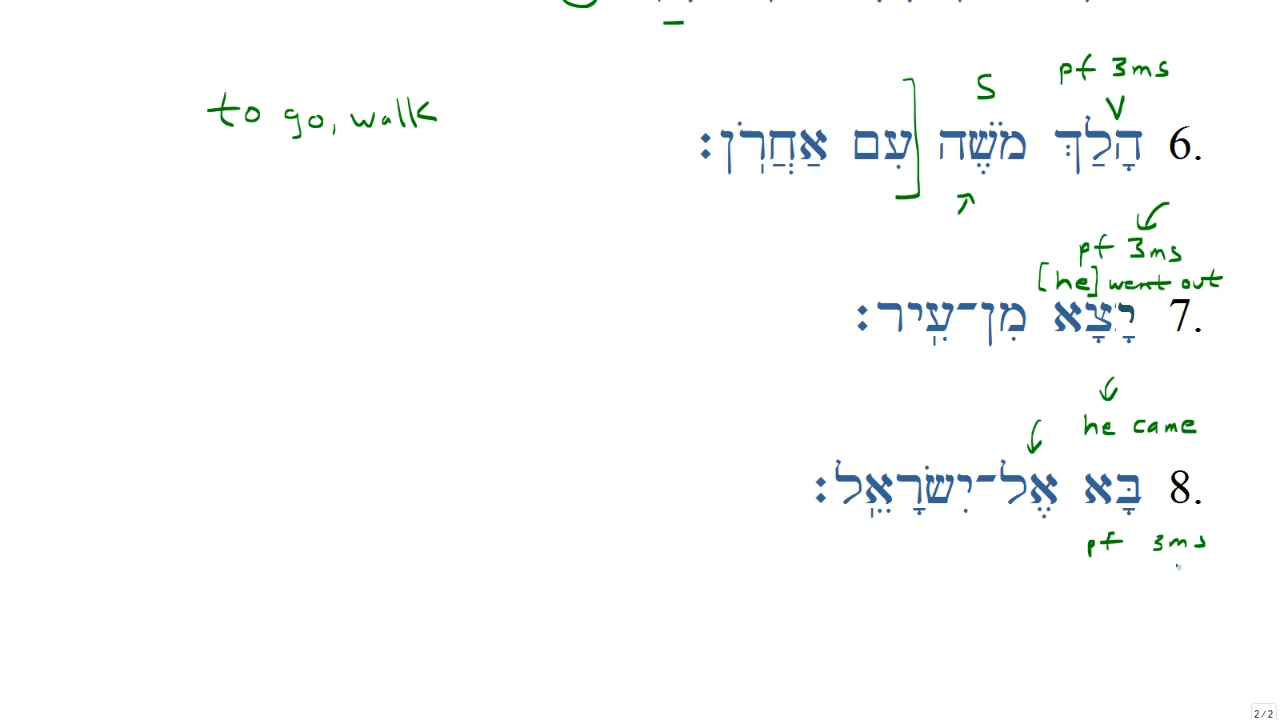 pf 3ms
S
V
to go, walk
6. הָלַךְ מֹשֶׁה עִם אַחֲרֹֽן׃
pf 3ms
[he] went out
7. יָצָא מִן־עִֽיר׃
he came
8. בָּא אֶל־יִשְׂרָאֵֽל׃
pf 3ms
2/2